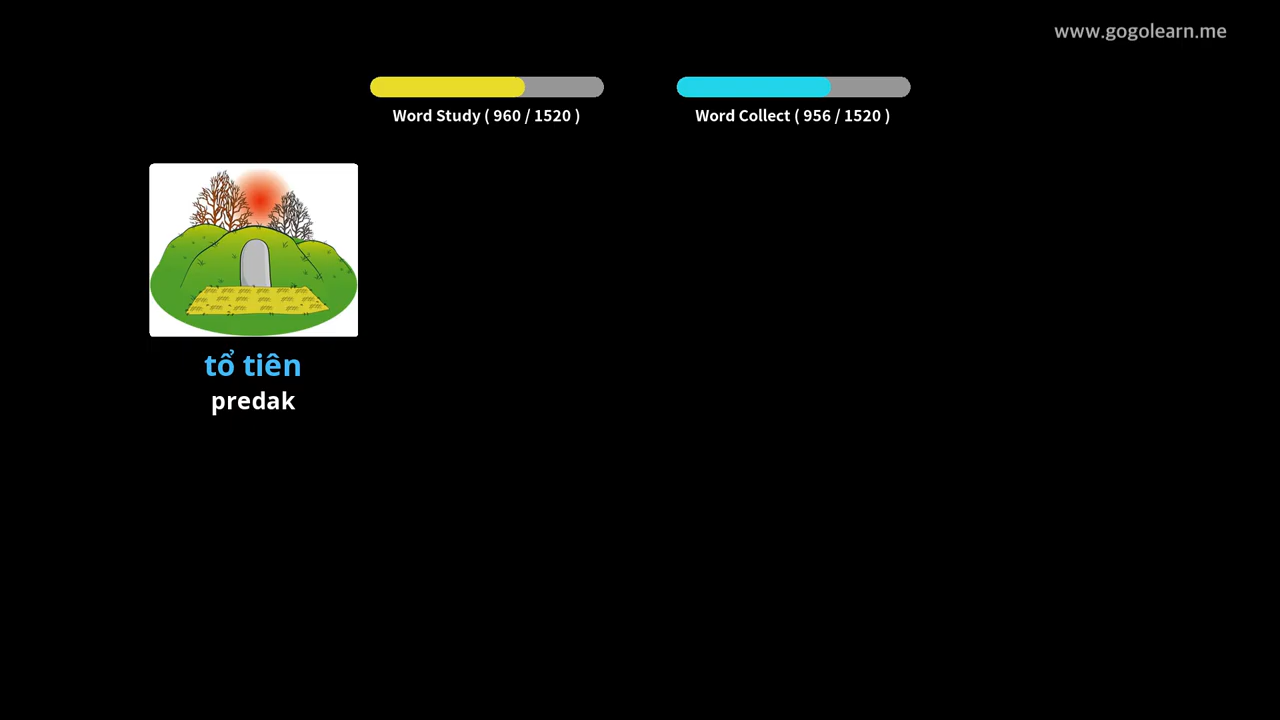 www.gogolearn.me
Word Study ( 960 / 1520 )
Word Collect ( 956 / 1520 )
tổ tiên
predak